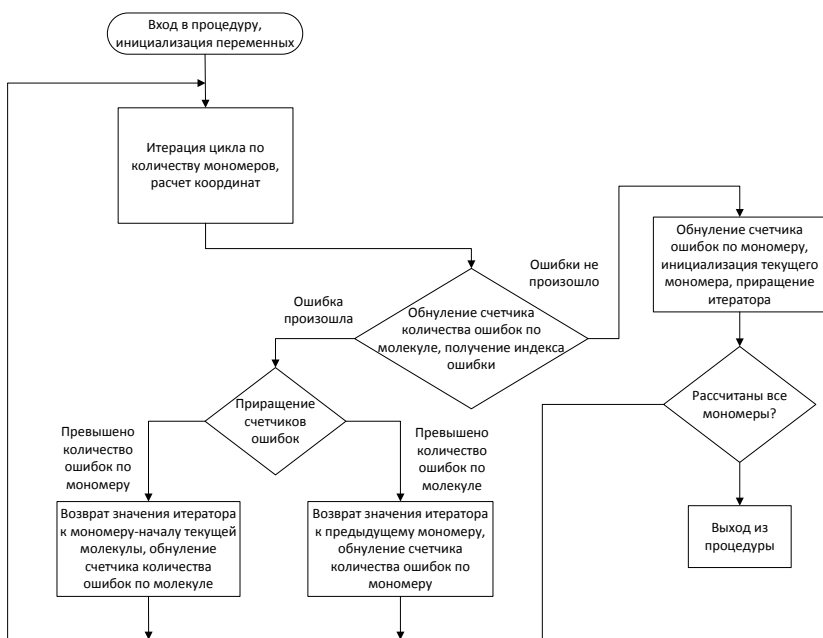 Вход в процедуру,
инициализация переменных
Итерация цикла по
количеству мономеров,
расчет координат
Обнуление счетчика
ошибок по мономеру,
инициализация текущего
мономера, приращение
итератора
Ошибки не
произошло
Ошибка
произошла
Обнуление счетчика
количества ошибок по
молекуле, получение индекса
ошибки
Приращение
счетчиков
ошибок
Рассчитаны все
мономеры?
Превышено
количество
ошибок по
мономеру
Превышено
количество
ошибок по
молекуле
Возврат значения итератора
к мономеру-началу текущей
молекулы, обнуление
счетчика количества
ошибок по молекуле
Возврат значения итератора
к предыдущему мономеру,
обнуление счетчика
количества ошибок по
мономеру
Выход из
процедуры